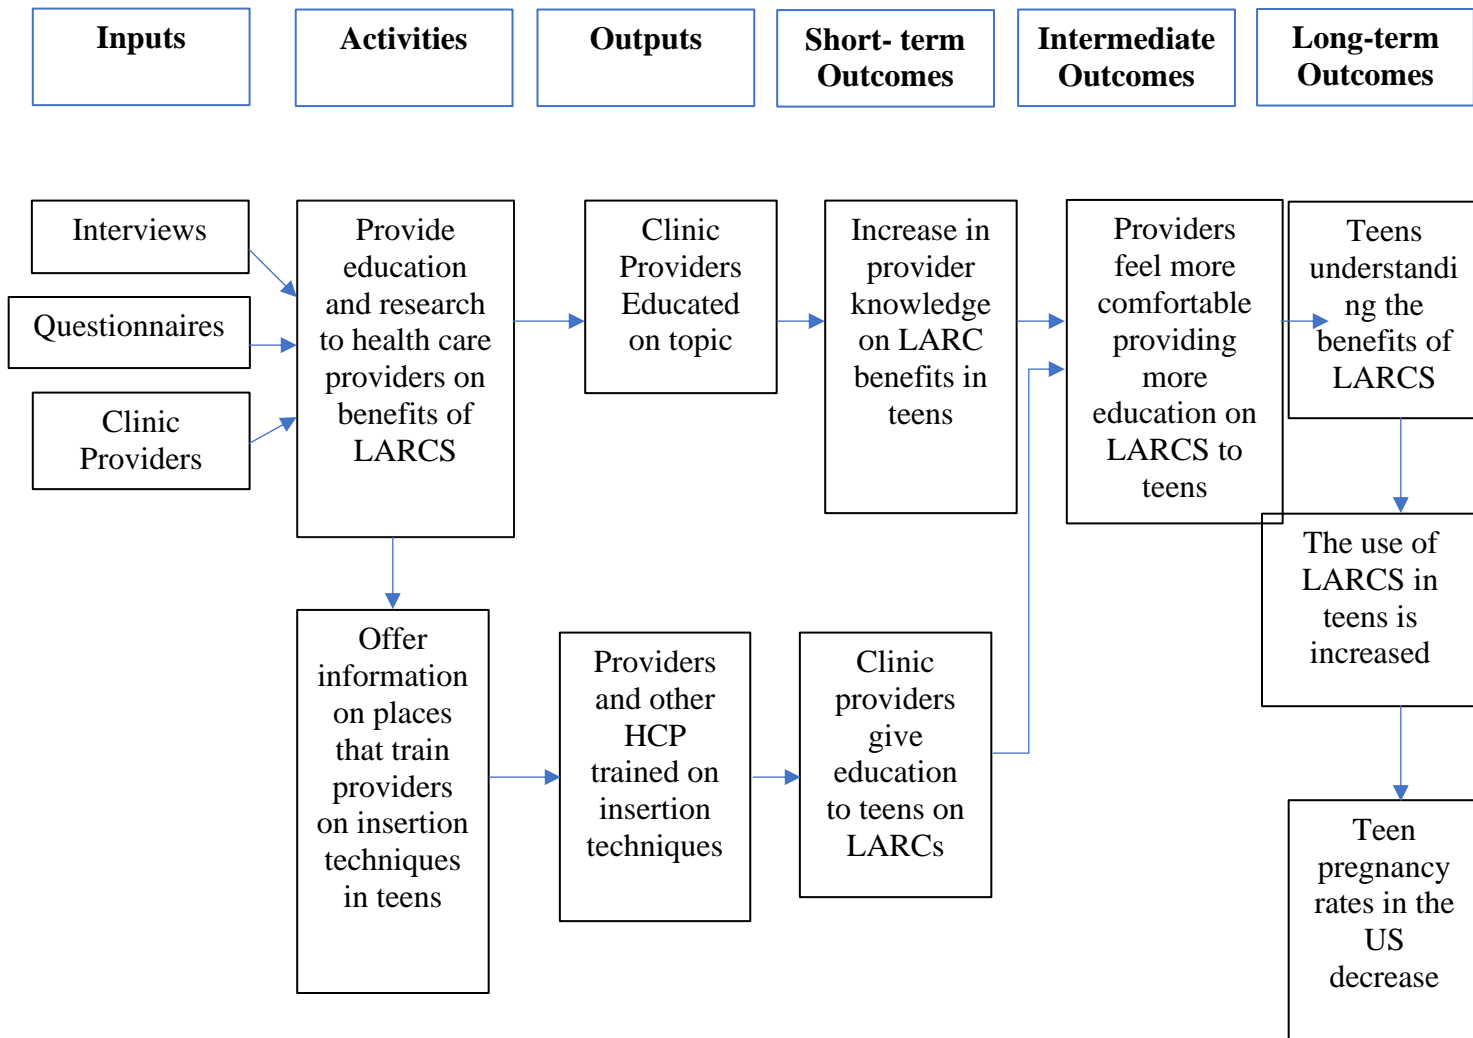 Inputs
Activities
Outputs
Short- term
Outcomes
Intermediate
Outcomes
Long-term
Outcomes
Interviews
Questionnaires
Clinic
Providers
Provide
education
and research
to health care
providers on
benefits of
LARCS
Clinic
Providers
Educated
on topic
Increase in
provider
knowledge
on LARC
benefits in
teens
Providers
feel more
comfortable
providing
more
education on
LARCS to
teens
Teens
understandi
ng the
benefits of
LARCS
The use of
LARCS in
teens is
increased
Offer
information
on places
that train
providers
on insertion
techniques
in teens
Providers
and other
HCP
trained on
insertion
techniques
Clinic
providers
give
education
to teens on
LARCs
Teen
pregnancy
rates in the
US
decrease